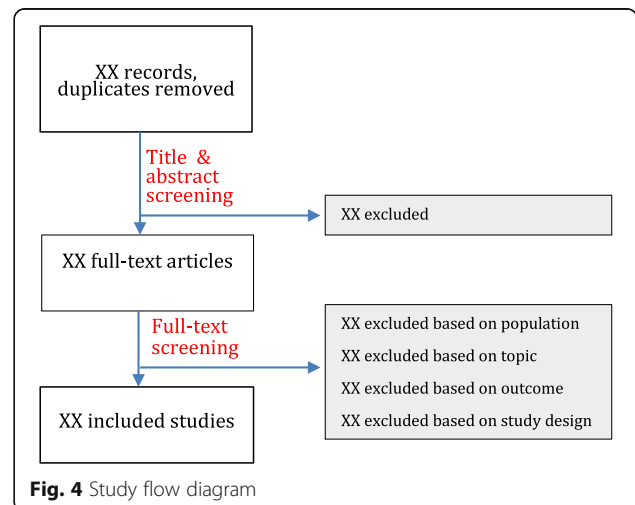 XX records,
duplicates removed
Title & 
abstract
screening
XX excluded
XX full-text articles
Full-text
screening
XX excluded based on population
XX excluded based on topic
XX excluded based on outcome
XX excluded based on study design
XX included studies
Fig. 4 Study flow diagram